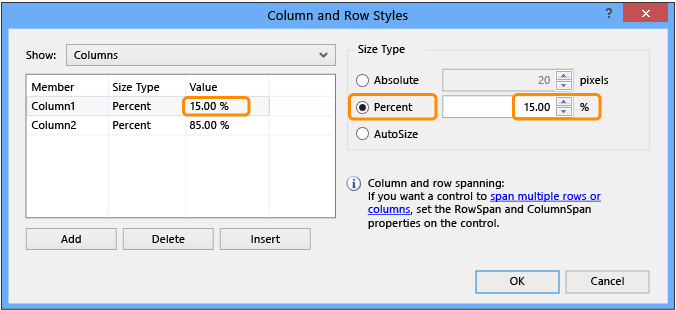 Column and Row Styles
?
Show: Columns
Member Size Type Value
Column1 Percent 15.00 %
Column2 Percent 85.00 %
Add Delete Insert
Size Type
Absolute 20 pixels
Percent 15.00 %
AutoSize
Column and row spanning:
If you want a control to span multiple rows or
columns, set the RowSpan and ColumnSpan
properties on the control.
OK Cancel